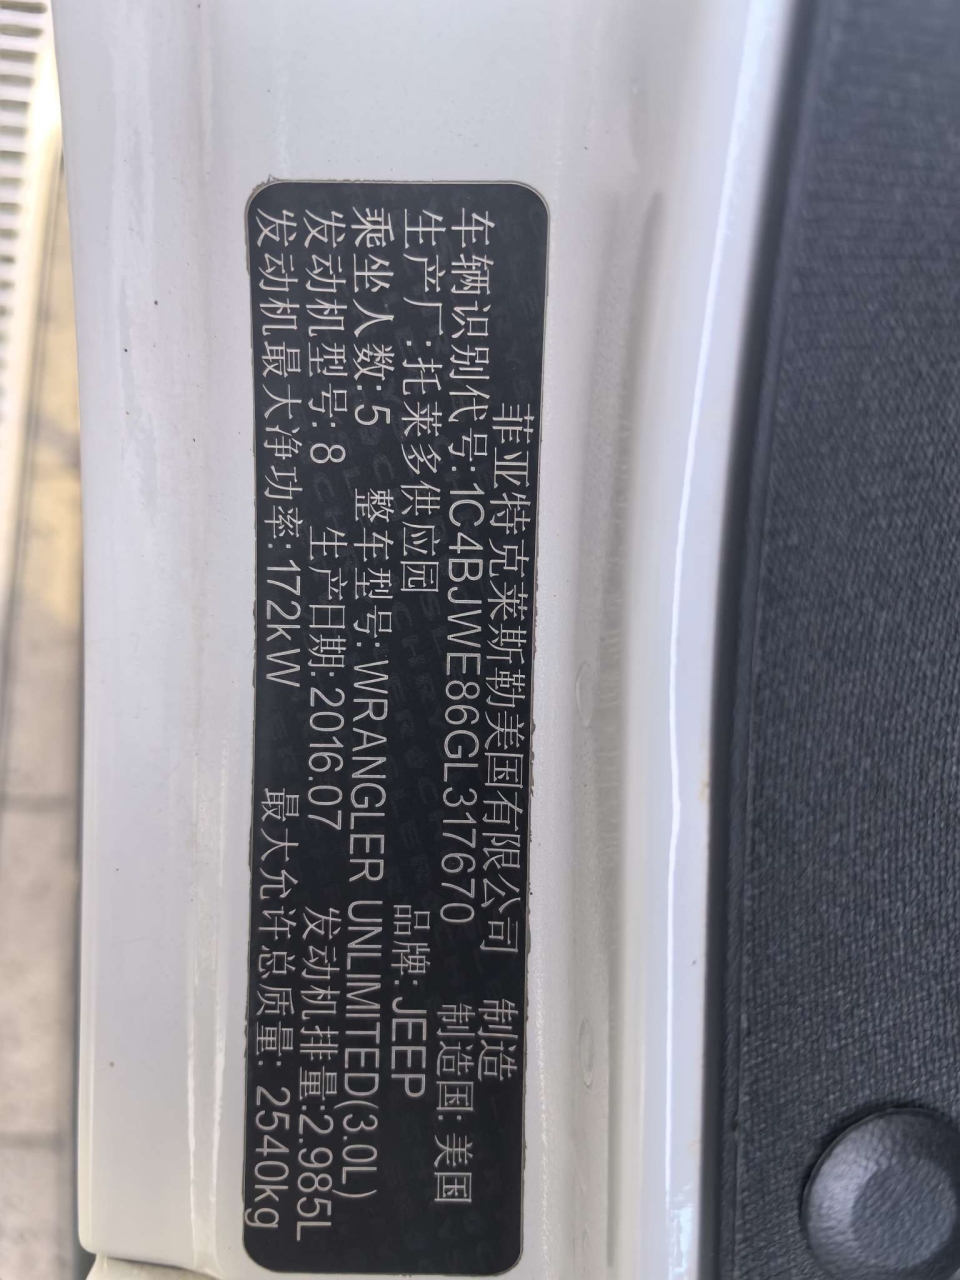 菲亚特克莱斯勒美国有限公司 制造
车辆识别代号:1C4BJWE86GL317670 制造国:美国
生产厂:托莱多供应园 品牌:JEEP
乘坐人数:5 整车型号:WRANGLER UNLIMITED(3.0L)
发动机型号:8 生产日期:2016.07 发动机排量:2.985L
发动机最大净功率:172kW 最大允许总质量:2540kg